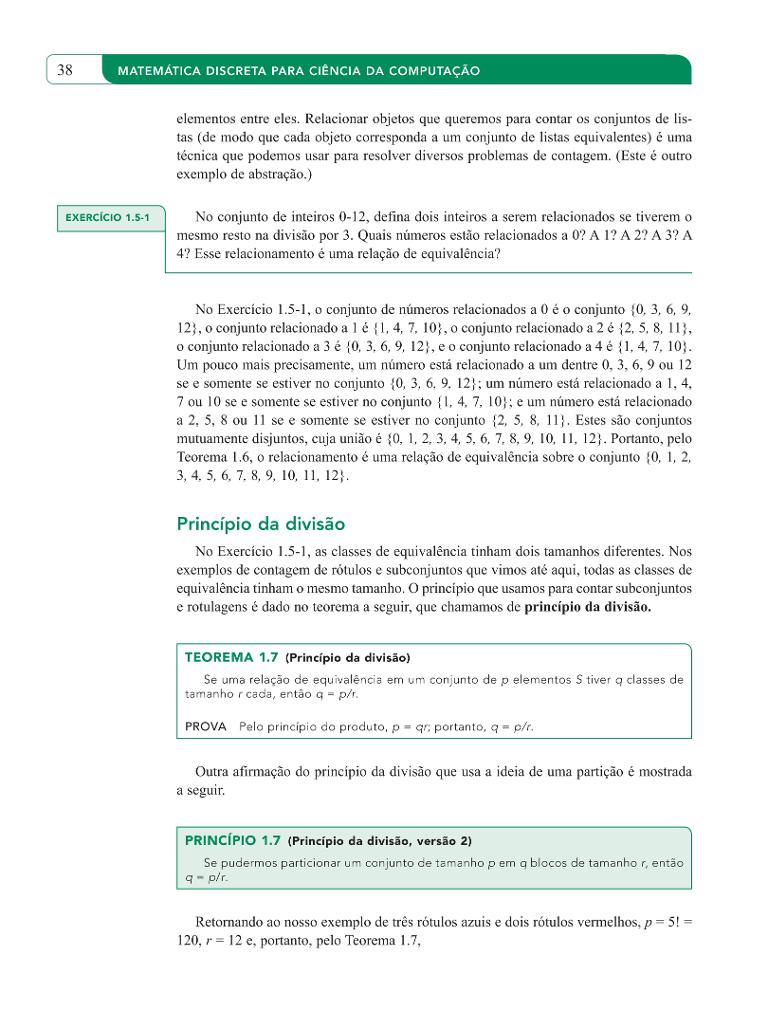 38
MATEMÁTICA DISCRETA PARA CIÊNCIA DA COMPUTAÇÃO
elementos entre eles. Relacionar objetos que queremos para contar os conjuntos de lis-
tas (de modo que cada objeto corresponda a um conjunto de listas equivalentes) é uma
técnica que podemos usar para resolver diversos problemas de contagem. (Este é outro
exemplo de abstração.)
EXERCÍCIO 1.5-1
No conjunto de inteiros 0-12, defina dois inteiros a serem relacionados se tiverem o
mesmo resto na divisão por 3. Quais números estão relacionados a 0? A 1? A 2? A 3? A
4? Esse relacionamento é uma relação de equivalência?
No Exercício 1.5-1, o conjunto de números relacionados a 0 é o conjunto {0, 3, 6, 9,
12}, o conjunto relacionado a 1 é {1, 4, 7, 10}, o conjunto relacionado a 2 é {2, 5, 8, 11},
o conjunto relacionado a 3 é {0, 3, 6, 9, 12}, e o conjunto relacionado a 4 é {1, 4, 7, 10}.
Um pouco mais precisamente, um número está relacionado a um dentre 0, 3, 6, 9 ou 12
se e somente se estiver no conjunto {0, 3, 6, 9, 12}; um número está relacionado a 1, 4,
7 ou 10 se e somente se estiver no conjunto {1, 4, 7, 10}; e um número está relacionado
a 2, 5, 8 ou 11 se e somente se estiver no conjunto {2, 5, 8, 11}. Estes são conjuntos
mutuamente disjuntos, cuja união é {0, 1, 2, 3, 4, 5, 6, 7, 8, 9, 10, 11, 12}. Portanto, pelo
Teorema 1.6, o relacionamento é uma relação de equivalência sobre o conjunto {0, 1, 2,
3, 4, 5, 6, 7, 8, 9, 10, 11, 12}.
Princípio da divisão
No Exercício 1.5-1, as classes de equivalência tinham dois tamanhos diferentes. Nos
exemplos de contagem de rótulos e subconjuntos que vimos até aqui, todas as classes de
equivalência tinham o mesmo tamanho. O princípio que usamos para contar subconjuntos
e rotulagens é dado no teorema a seguir, que chamamos de princípio da divisão.
TEOREMA 1.7 (Princípio da divisão)
Se uma relação de equivalência em um conjunto de p elementos S tiver q classes de
tamanho r cada, então q = p/r.
PROVA Pelo princípio do produto, p = qr; portanto, q = p/r.
Outra afirmação do princípio da divisão que usa a ideia de uma partição é mostrada
a seguir.
PRINCÍPIO 1.7 (Princípio da divisão, versão 2)
Se pudermos particionar um conjunto de tamanho p em q blocos de tamanho r, então
q = p/r.
Retornando ao nosso exemplo de três rótulos azuis e dois rótulos vermelhos, p = 5! =
120, r = 12 e, portanto, pelo Teorema 1.7,